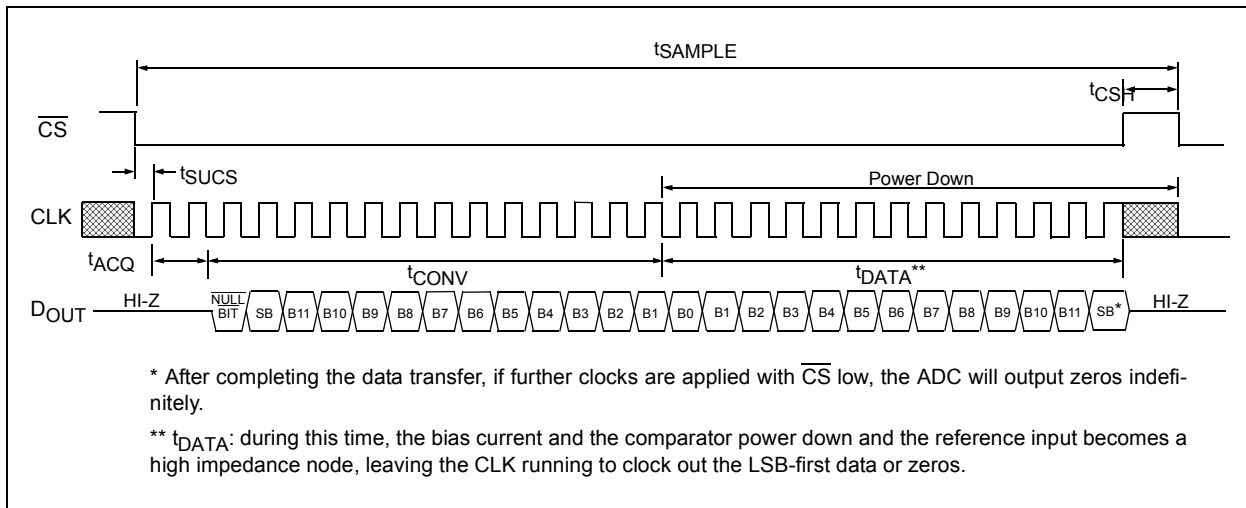 tSAMPLE
tCSH
CS
tSUCS
Power Down
CLK
tACQ
tCONV
tDATA**
HI-Z
NULL BIT SB B11 B10 B9 B8 B7 B6 B5 B4 B3 B2 B1 B0 B1 B2 B3 B4 B5 B6 B7 B8 B9 B10 B11 SB*
HI-Z
DOUT
* After completing the data transfer, if further clocks are applied with CS low, the ADC will output zeros indefi-
nitely.
** tDATA: during this time, the bias current and the comparator power down and the reference input becomes a
high impedance node, leaving the CLK running to clock out the LSB-first data or zeros.